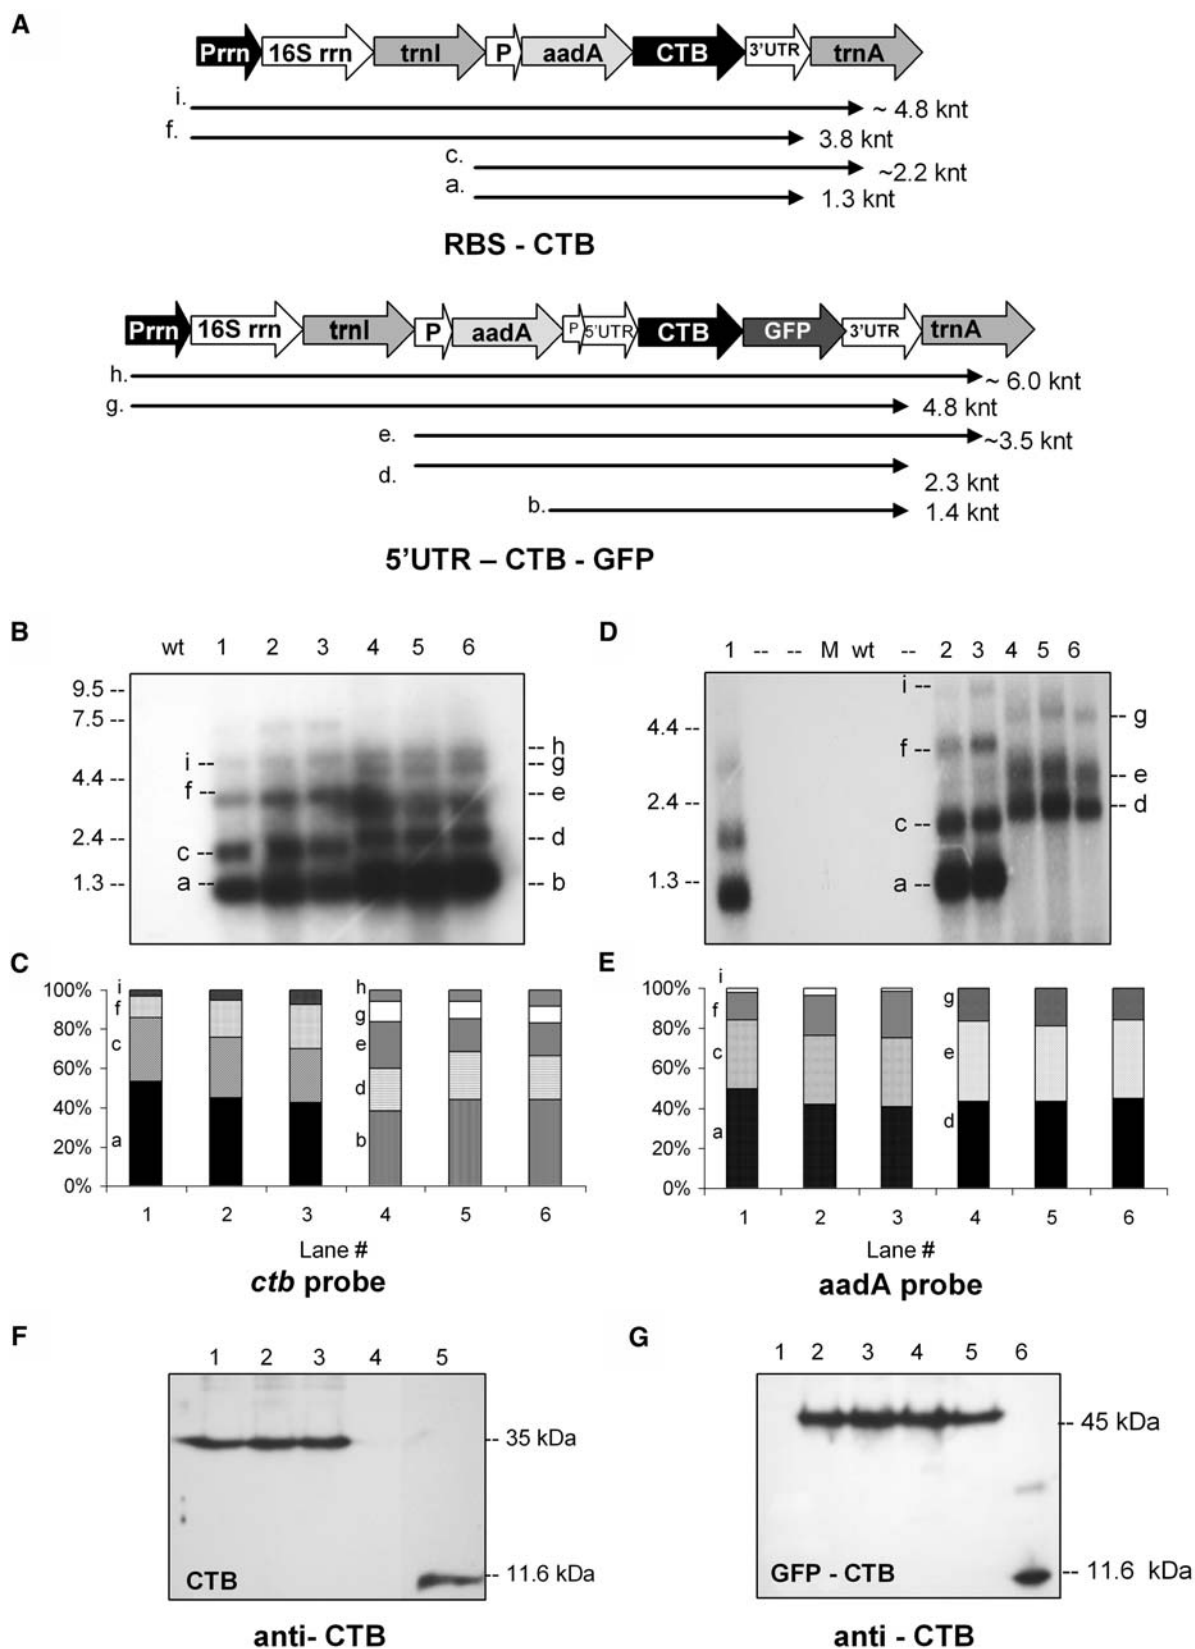 A
Prrn 16S rrn trnI P aadA CTB 3'UTR trnA
i. ~ 4.8 knt
f. 3.8 knt
c. ~2.2 knt
a. 1.3 knt
RBS - CTB
Prrn 16S rrn trnI P aadA P 5'UTR CTB GFP 3'UTR trnA
h. ~ 6.0 knt
g. 4.8 knt
e. ~3.5 knt
d. 2.3 knt
b. 1.4 knt
5'UTR – CTB - GFP
B
wt 1 2 3 4 5 6
9.5 --
7.5 --
4.4 --
2.4 --
1.3 --
i --
f --
c --
a --
-- h
-- g
-- e
-- d
-- b
D
1 -- -- M wt -- 2 3 4 5 6
4.4 --
2.4 --
1.3 --
i --
f --
c --
a --
-- g
-- e
-- d
C
100%
80%
60%
40%
20%
0%
i
f
c
a
h
g
e
d
b
1 2 3 4 5 6
Lane #
ctb probe
E
100%
80%
60%
40%
20%
0%
i
f
c
a
g
e
d
1 2 3 4 5 6
Lane #
aadA probe
F
1 2 3 4 5
-- 35 kDa
-- 11.6 kDa
CTB
anti- CTB
G
1 2 3 4 5 6
-- 45 kDa
-- 11.6 kDa
GFP - CTB
anti - CTB